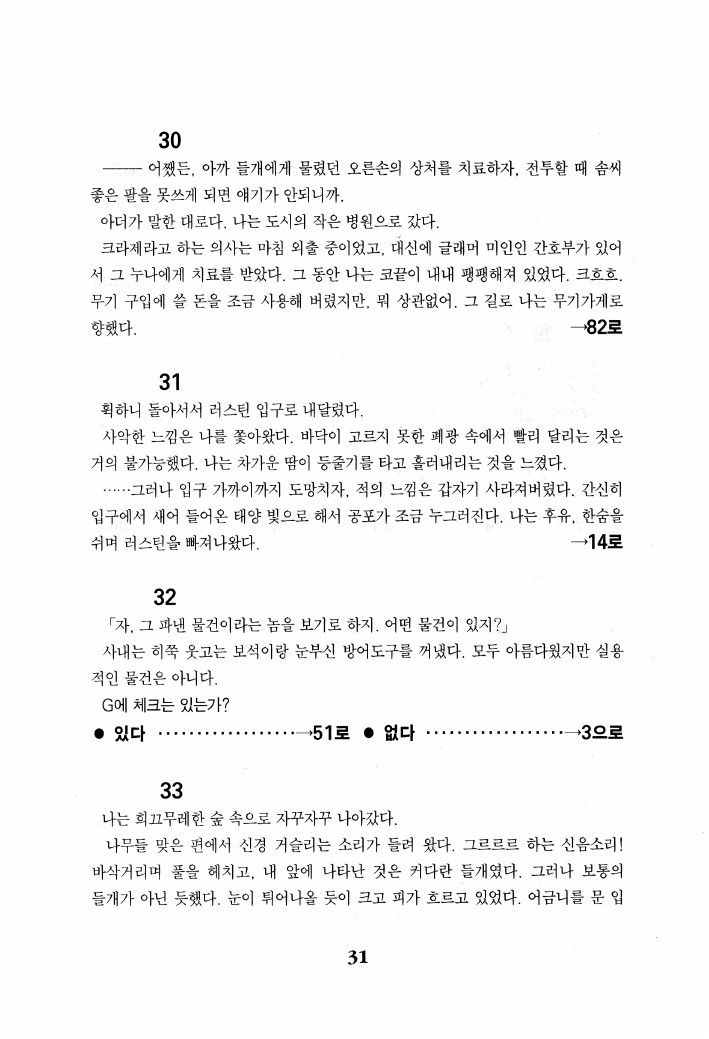 30
―― 어쨌든, 아까 들개에게 물렸던 오른손의 상처를 치료하자, 전투할 때 솜씨
좋은 팔을 못쓰게 되면 얘기가 안되니까.
아더가 말한 대로다. 나는 도시의 작은 병원으로 갔다.
크라제라고 하는 의사는 마침 외출 중이었고, 대신에 글래머 미인인 간호부가 있어
서 그 누나에게 치료를 받았다. 그 동안 나는 코끝이 내내 팽팽해져 있었다. 크흐흐.
무기 구입에 쓸 돈을 조금 사용해 버렸지만, 뭐 상관없어. 그 길로 나는 무기가게로
향했다. →82로
31
획하니 돌아서서 러스틴 입구로 내달렸다.
사악한 느낌은 나를 쫓아왔다. 바닥이 고르지 못한 폐광 속에서 빨리 달리는 것은
거의 불가능했다. 나는 차가운 땀이 등줄기를 타고 흘러내리는 것을 느꼈다.
……그러나 입구 가까이까지 도망치자, 적의 느낌은 갑자기 사라져버렸다. 간신히
입구에서 새어 들어온 태양 빛으로 해서 공포가 조금 누그러진다. 나는 후유, 한숨을
쉬며 러스틴을 빠져나왔다. →14로
32
「자, 그 파낸 물건이라는 놈을 보기로 하지. 어떤 물건이 있지?」
사내는 히쭉 웃고는 보석이랑 눈부신 방어도구를 꺼냈다. 모두 아름다웠지만 실용
적인 물건은 아니다.
G에 체크는 있는가?
● 있다 ··················→51로 ● 없다 ··················→3으로
33
나는 희끄무레한 숲 속으로 자꾸자꾸 나아갔다.
나무들 맞은 편에서 신경 거슬리는 소리가 들려 왔다. 그르르르 하는 신음소리!
바삭거리며 풀을 헤치고, 내 앞에 나타난 것은 커다란 들개였다. 그러나 보통의
들개가 아닌 듯했다. 눈이 튀어나올 듯이 크고 피가 흐르고 있었다. 어금니를 문 입
31